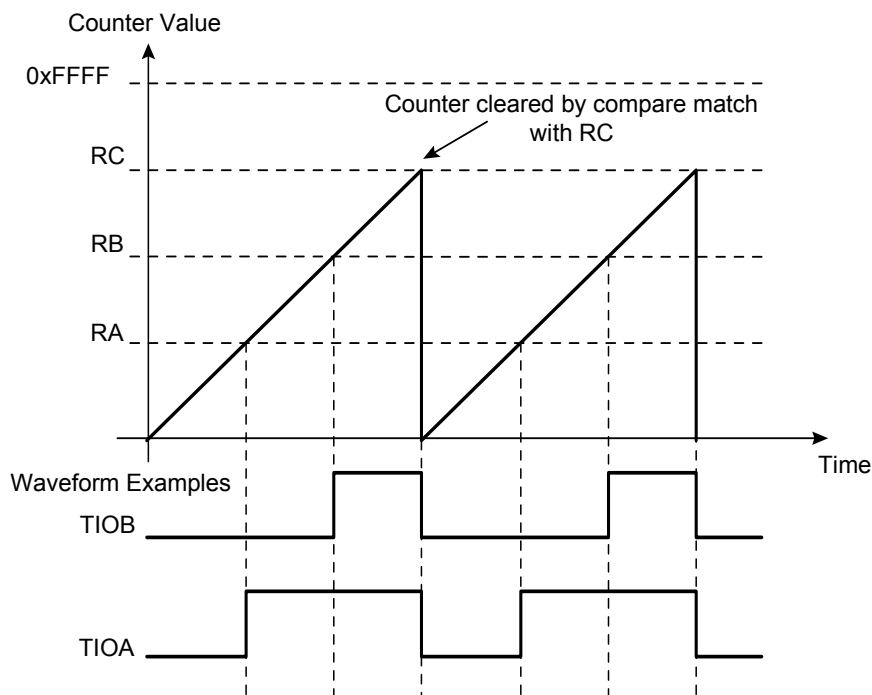 Counter Value
0xFFFF
Counter cleared by compare match
with RC
RC
RB
RA
Time
Waveform Examples
TIOB
TIOA